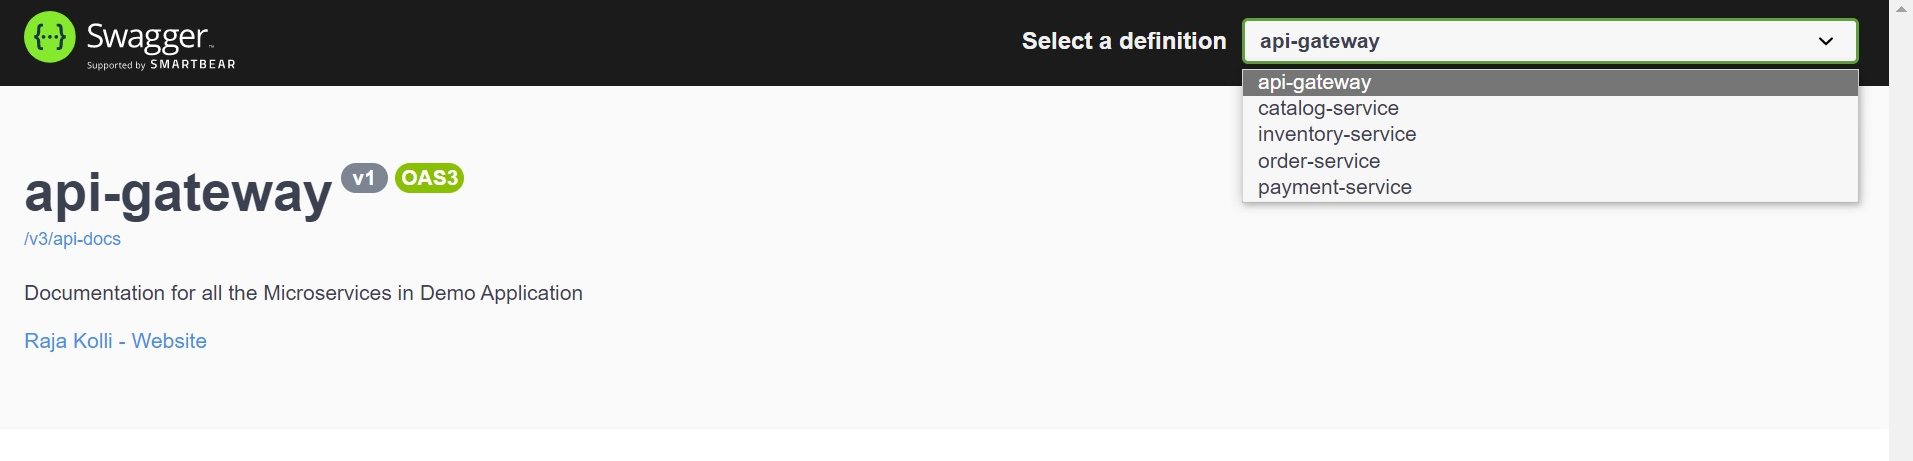 {···} Swagger™
Supported by SMARTBEAR
Select a definition
api-gateway
api-gateway
catalog-service
inventory-service
order-service
payment-service
api-gateway v1 OAS3
/v3/api-docs
Documentation for all the Microservices in Demo Application
Raja Kolli - Website